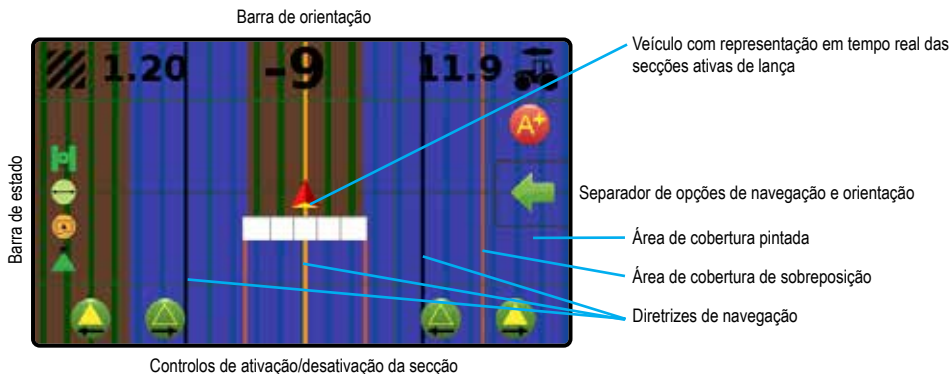 Barra de orientação
1.20 -9 11.9
A+
Barra de estado
Veículo com representação em tempo real das
secções ativas de lança
Separador de opções de navegação e orientação
Área de cobertura pintada
Área de cobertura de sobreposição
Diretrizes de navegação
Controlos de ativação/desativação da secção